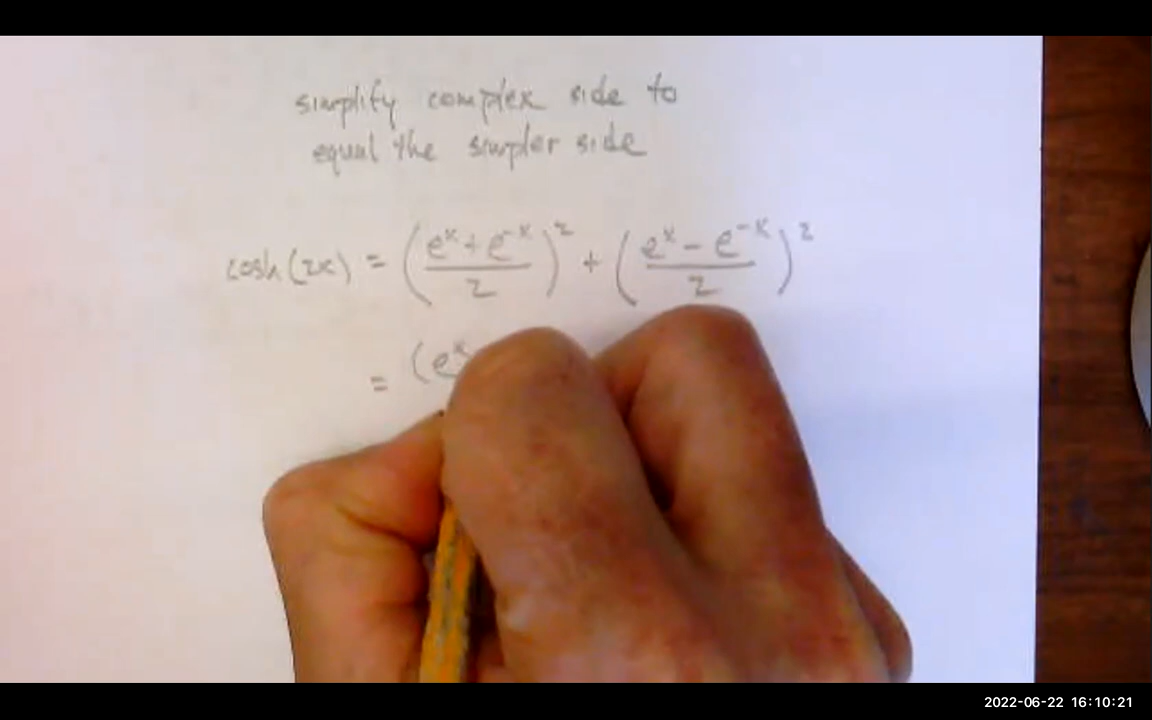 simplify complex side to
equal the simpler side
cosh(2x) = ( (e^x + e^-x) / 2 )^2 + ( (e^x - e^-x) / 2 )^2
= (e^x
2022-06-22 16:10:21